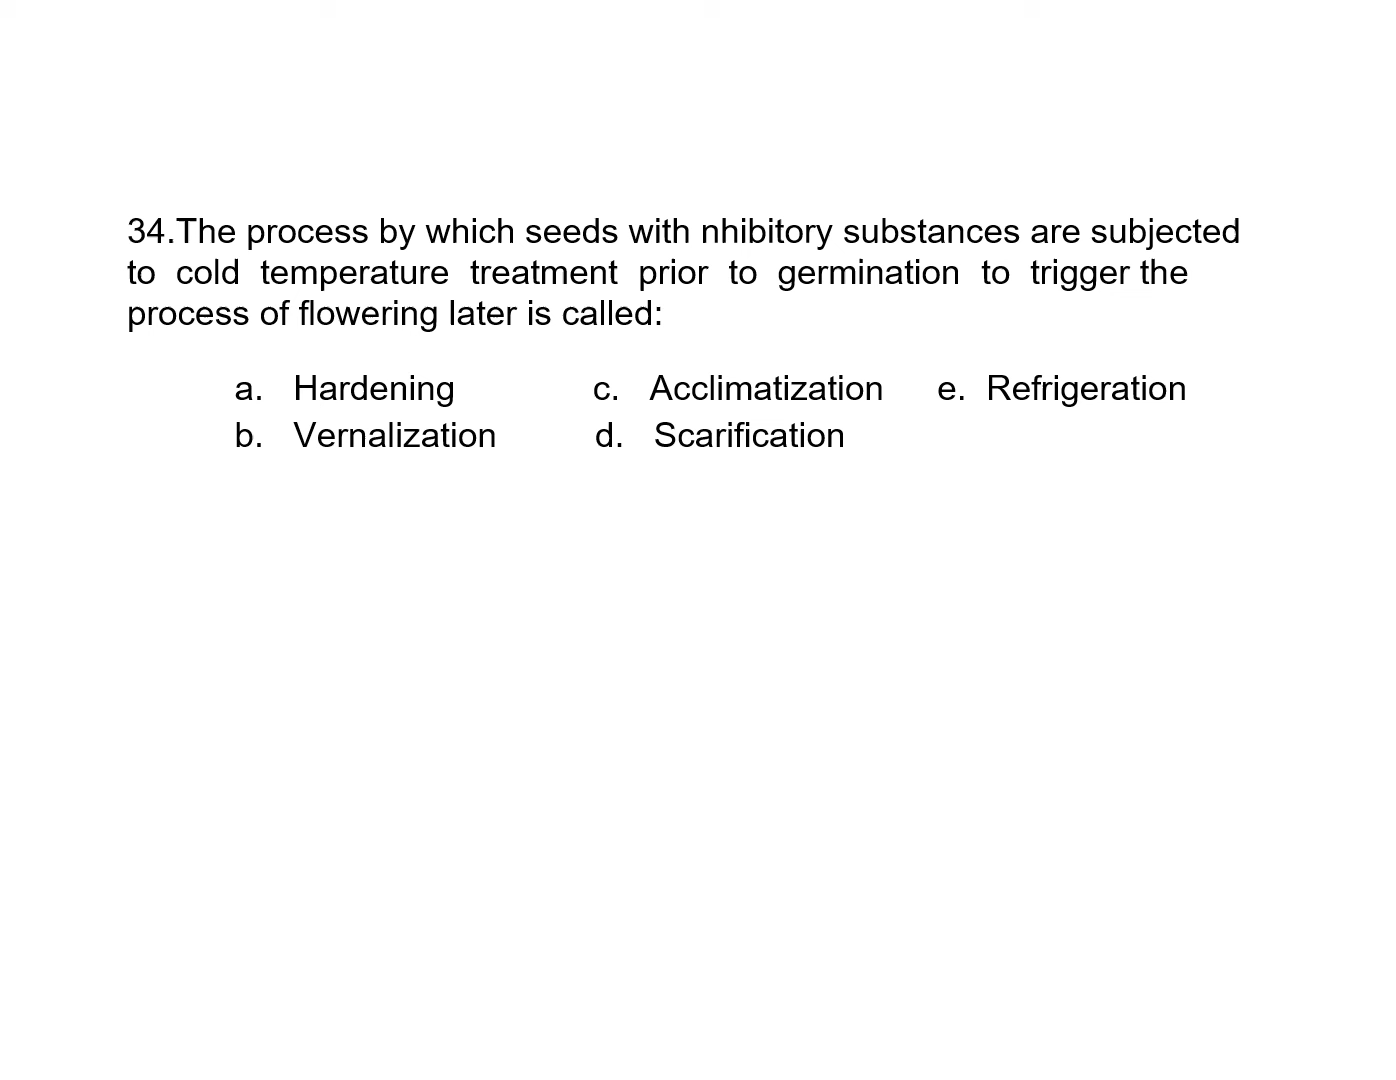 34.The process by which seeds with nhibitory substances are subjected
to cold temperature treatment prior to germination to trigger the
process of flowering later is called:
a. Hardening c. Acclimatization e. Refrigeration
b. Vernalization d. Scarification